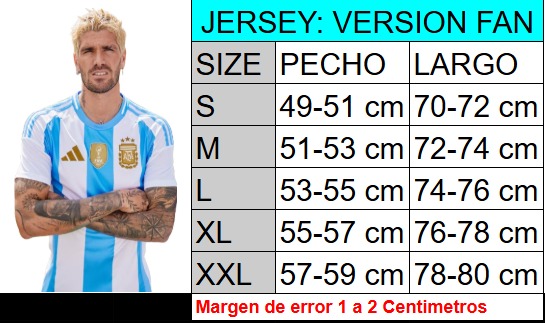 JERSEY: VERSION FAN
SIZE PECHO LARGO
S 49-51 cm 70-72 cm
M 51-53 cm 72-74 cm
L 53-55 cm 74-76 cm
XL 55-57 cm 76-78 cm
XXL 57-59 cm 78-80 cm
Margen de error 1 a 2 Centimetros